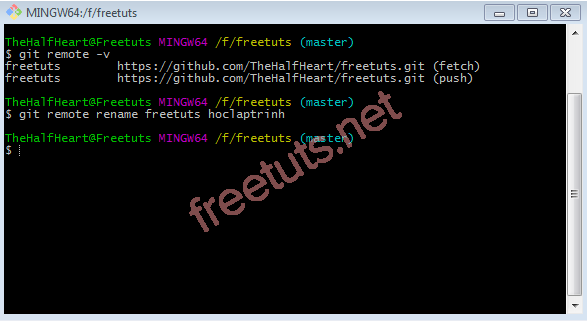 MINGW64:/f/freetuts
TheHalfHeart@Freetuts MINGW64 /f/freetuts (master)
$ git remote -v
freetuts https://github.com/TheHalfHeart/freetuts.git (fetch)
freetuts https://github.com/TheHalfHeart/freetuts.git (push)
TheHalfHeart@Freetuts MINGW64 /f/freetuts (master)
$ git remote rename freetuts hoclaptrinh
TheHalfHeart@Freetuts MINGW64 /f/freetuts (master)
$
freetuts.net